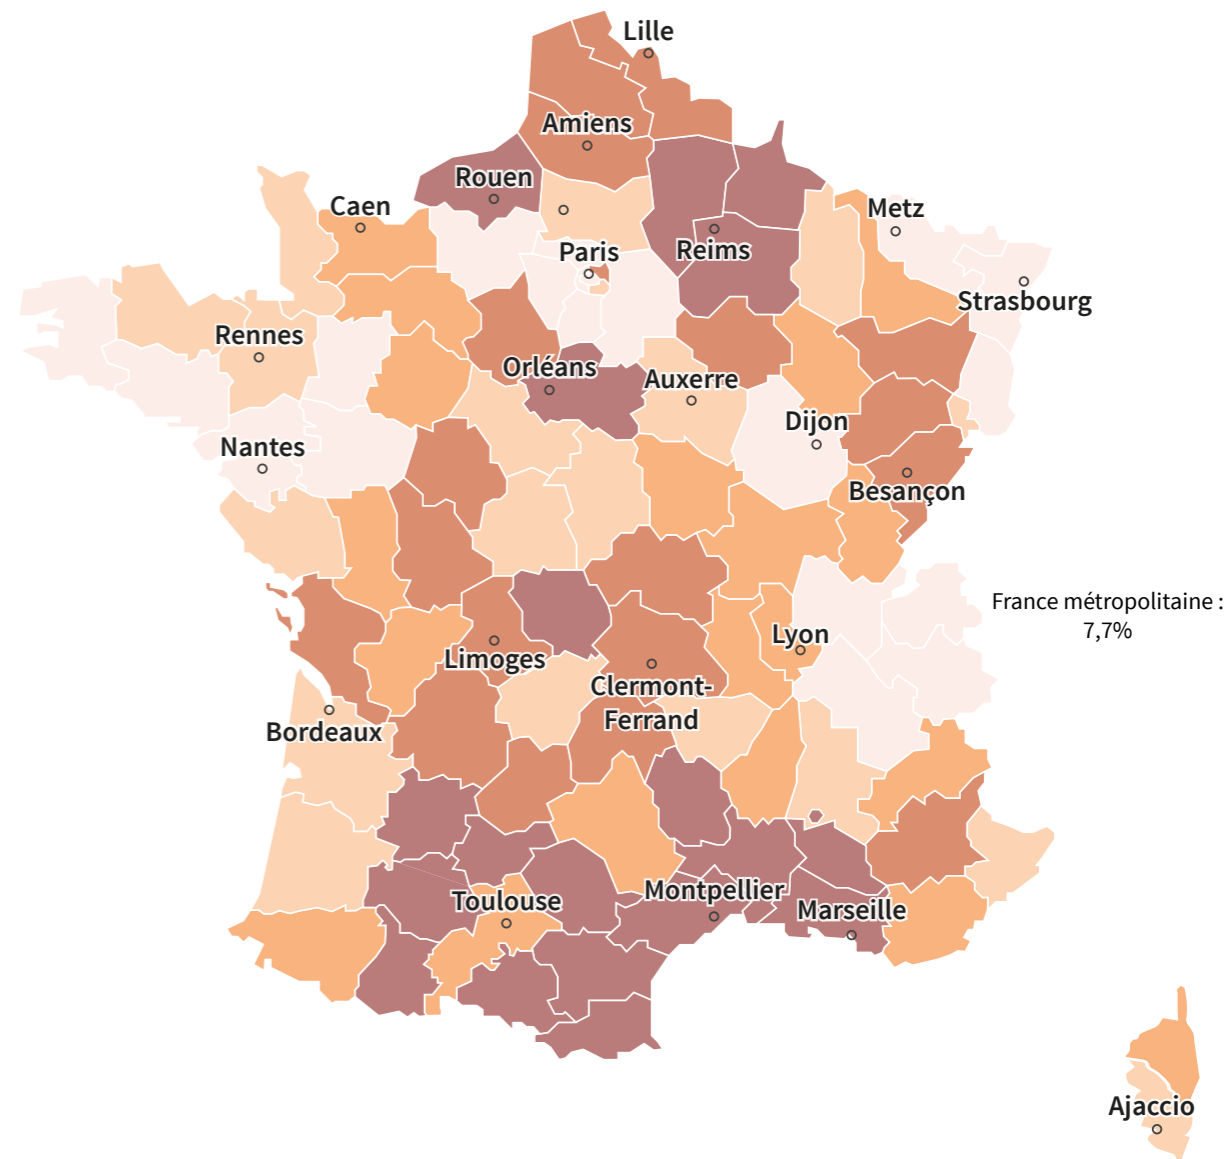 Lille
Amiens
Rouen
Caen
Metz
Paris
Reims
Strasbourg
Rennes
Orléans
Auxerre
Dijon
Nantes
Besançon
France métropolitaine :
7,7%
Lyon
Limoges
Clermont-
Ferrand
Bordeaux
Toulouse
Montpellier
Marseille
Ajaccio